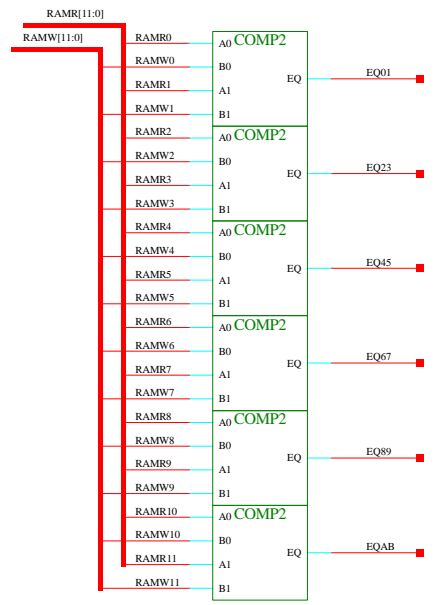 RAMR[11:0]
RAMW[11:0]
RAMR0 A0 COMP2
RAMW0 B0
EQ EQ01
RAMR1 A1
RAMW1 B1
RAMR2 A0 COMP2
RAMW2 B0
EQ EQ23
RAMR3 A1
RAMW3 B1
RAMR4 A0 COMP2
RAMW4 B0
EQ EQ45
RAMR5 A1
RAMW5 B1
RAMR6 A0 COMP2
RAMW6 B0
EQ EQ67
RAMR7 A1
RAMW7 B1
RAMR8 A0 COMP2
RAMW8 B0
EQ EQ89
RAMR9 A1
RAMW9 B1
RAMR10 A0 COMP2
RAMW10 B0
EQ EQAB
RAMR11 A1
RAMW11 B1